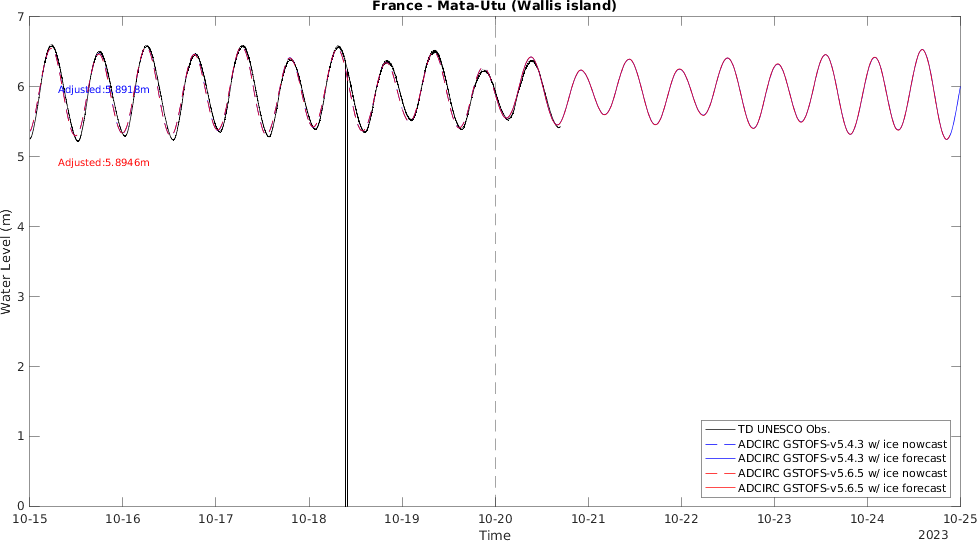 France - Mata-Utu (Wallis island)
7
6
5
4
3
2
1
0
Water Level (m)
Adjusted:5.8918m
Adjusted:5.8946m
TD UNESCO Obs.
ADCIRC GSTOFS-v5.4.3 w/ ice nowcast
ADCIRC GSTOFS-v5.4.3 w/ ice forecast
ADCIRC GSTOFS-v5.6.5 w/ ice nowcast
ADCIRC GSTOFS-v5.6.5 w/ ice forecast
10-15 10-16 10-17 10-18 10-19 10-20 10-21 10-22 10-23 10-24 10-25
Time
2023